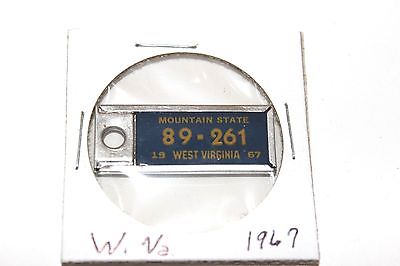 MOUNTAIN STATE
89-261
19 WEST VIRGINIA 67
W. Va 1967